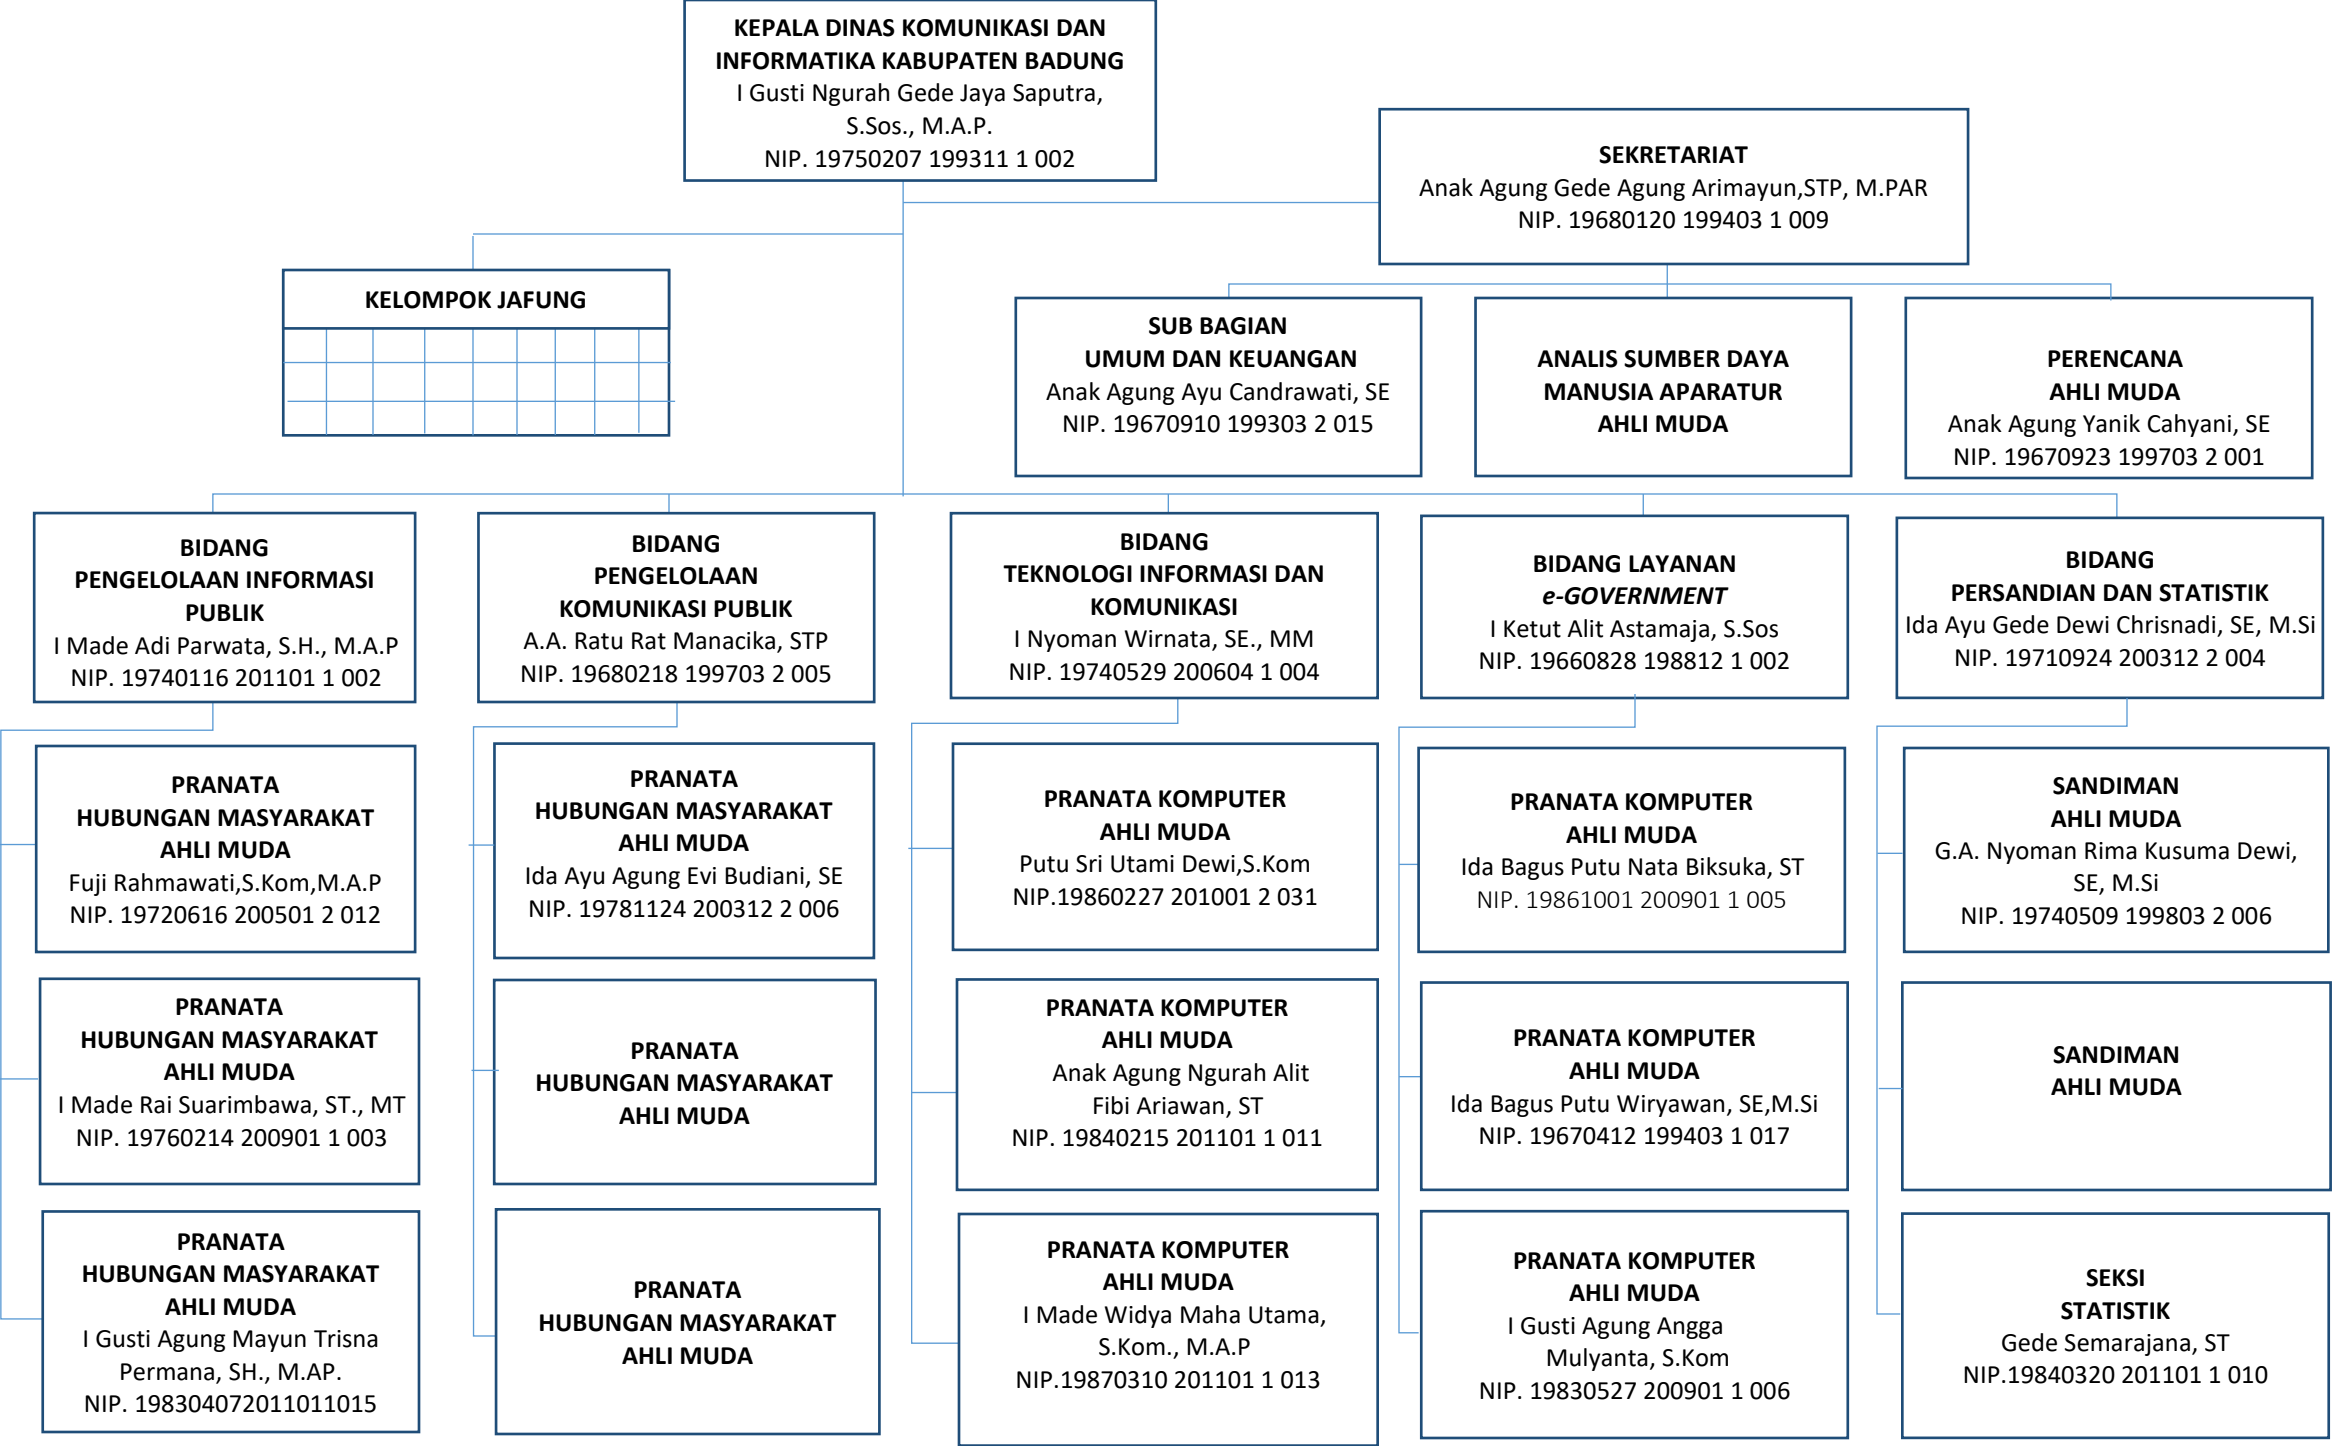 KEPALA DINAS KOMUNIKASI DAN
INFORMATIKA KABUPATEN BADUNG
I Gusti Ngurah Gede Jaya Saputra,
S.Sos., M.A.P.
NIP. 19750207 199311 1 002
SEKRETARIAT
Anak Agung Gede Agung Arimayun,STP, M.PAR
NIP. 19680120 199403 1 009
KELOMPOK JAFUNG
SUB BAGIAN
UMUM DAN KEUANGAN
Anak Agung Ayu Candrawati, SE
NIP. 19670910 199303 2 015
ANALIS SUMBER DAYA
MANUSIA APARATUR
AHLI MUDA
PERENCANA
AHLI MUDA
Anak Agung Yanik Cahyani, SE
NIP. 19670923 199703 2 001
BIDANG
PENGELOLAAN INFORMASI
PUBLIK
I Made Adi Parwata, S.H., M.A.P
NIP. 19740116 201101 1 002
BIDANG
PENGELOLAAN
KOMUNIKASI PUBLIK
A.A. Ratu Rat Manacika, STP
NIP. 19680218 199703 2 005
BIDANG
TEKNOLOGI INFORMASI DAN
KOMUNIKASI
I Nyoman Wirnata, SE., MM
NIP. 19740529 200604 1 004
BIDANG LAYANAN
e-GOVERNMENT
I Ketut Alit Astamaja, S.Sos
NIP. 19660828 198812 1 002
BIDANG
PERSANDIAN DAN STATISTIK
Ida Ayu Gede Dewi Chrisnadi, SE, M.Si
NIP. 19710924 200312 2 004
PRANATA
HUBUNGAN MASYARAKAT
AHLI MUDA
Fuji Rahmawati,S.Kom,M.A.P
NIP. 19720616 200501 2 012
PRANATA
HUBUNGAN MASYARAKAT
AHLI MUDA
Ida Ayu Agung Evi Budiani, SE
NIP. 19781124 200312 2 006
PRANATA KOMPUTER
AHLI MUDA
Putu Sri Utami Dewi,S.Kom
NIP.19860227 201001 2 031
PRANATA KOMPUTER
AHLI MUDA
Ida Bagus Putu Nata Biksuka, ST
NIP. 19861001 200901 1 005
SANDIMAN
AHLI MUDA
G.A. Nyoman Rima Kusuma Dewi,
SE, M.Si
NIP. 19740509 199803 2 006
PRANATA
HUBUNGAN MASYARAKAT
AHLI MUDA
I Made Rai Suarimbawa, ST., MT
NIP. 19760214 200901 1 003
PRANATA
HUBUNGAN MASYARAKAT
AHLI MUDA
PRANATA KOMPUTER
AHLI MUDA
Anak Agung Ngurah Alit
Fibi Ariawan, ST
NIP. 19840215 201101 1 011
PRANATA KOMPUTER
AHLI MUDA
Ida Bagus Putu Wiryawan, SE,M.Si
NIP. 19670412 199403 1 017
SANDIMAN
AHLI MUDA
PRANATA
HUBUNGAN MASYARAKAT
AHLI MUDA
I Gusti Agung Mayun Trisna
Permana, SH., M.AP.
NIP. 198304072011011015
PRANATA
HUBUNGAN MASYARAKAT
AHLI MUDA
PRANATA KOMPUTER
AHLI MUDA
I Made Widya Maha Utama,
S.Kom., M.A.P
NIP.19870310 201101 1 013
PRANATA KOMPUTER
AHLI MUDA
I Gusti Agung Angga
Mulyanta, S.Kom
NIP. 19830527 200901 1 006
SEKSI
STATISTIK
Gede Semarajana, ST
NIP.19840320 201101 1 010